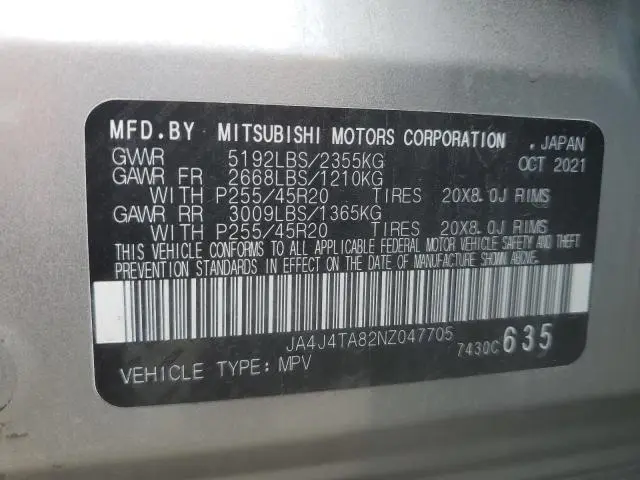 MFD.BY MITSUBISHI MOTORS CORPORATION . JAPAN
GVWR 5192LBS/2355KG OCT 2021
GAWR FR 2668LBS/1210KG
WITH P255/45R20 TIRES 20X8.0J RIMS
GAWR RR 3009LBS/1365KG
WITH P255/45R20 TIRES 20X8.0J RIMS
THIS VEHICLE CONFORMS TO ALL APPLICABLE FEDERAL MOTOR VEHICLE SAFETY AND THEFT
PREVENTION STANDARDS IN EFFECT ON THE DATE OF MANUFACTURE SHOWN ABOVE.
JA4J4TA82NZ047705
7430C 635
VEHICLE TYPE: MPV